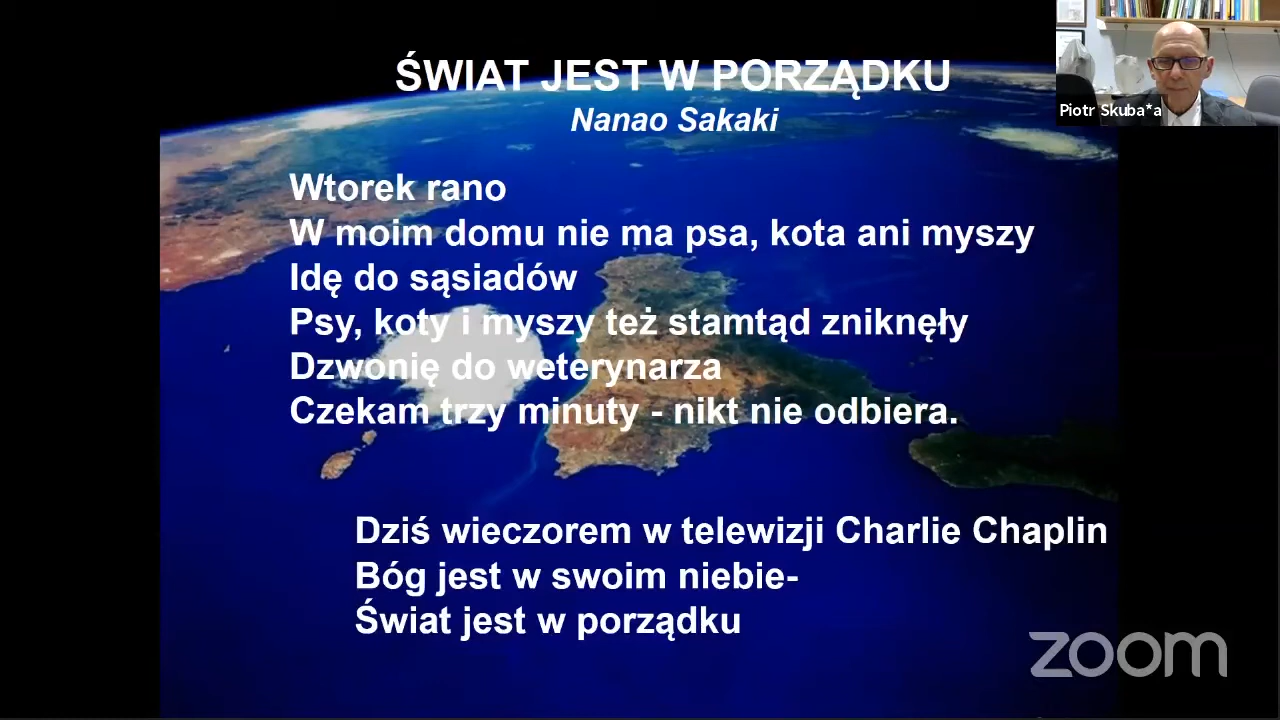 ŚWIAT JEST W PORZĄDKU
Nanao Sakaki
Piotr Skuba*a
Wtorek rano
W moim domu nie ma psa, kota ani myszy
Idę do sąsiadów
Psy, koty i myszy też stamtąd zniknęły
Dzwonię do weterynarza
Czekam trzy minuty - nikt nie odbiera.
Dziś wieczorem w telewizji Charlie Chaplin
Bóg jest w swoim niebie-
Świat jest w porządku
zoom